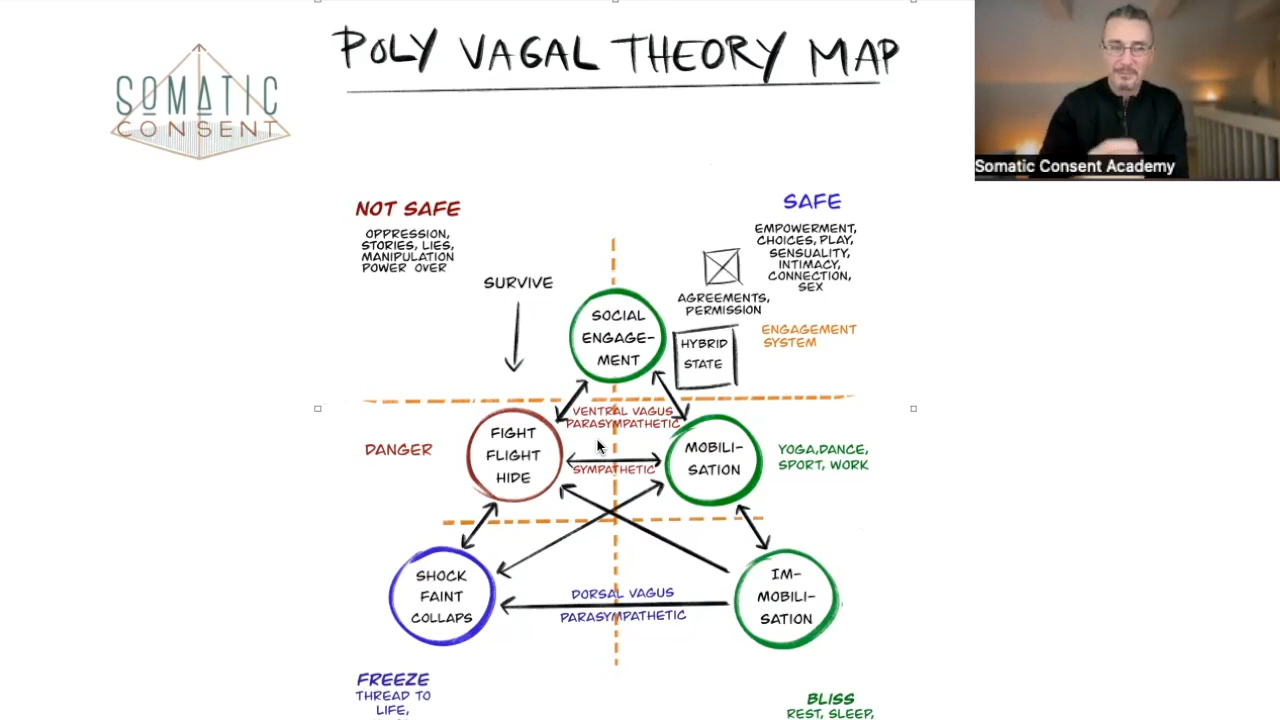 POLY VAGAL THEORY MAP
SOMATIC
CONSENT
Somatic Consent Academy
NOT SAFE
OPPRESSION,
STORIES, LIES,
MANIPULATION
POWER OVER
SURVIVE
SAFE
EMPOWERMENT,
CHOICES, PLAY,
SENSUALITY,
INTIMACY,
CONNECTION,
SEX
AGREEMENTS,
PERMISSION
SOCIAL
ENGAGE-
MENT
HYBRID
STATE
ENGAGEMENT
SYSTEM
VENTRAL VAGUS
PARASYMPATHETIC
DANGER
FIGHT
FLIGHT
HIDE
SYMPATHETIC
MOBILI-
SATION
YOGA,DANCE,
SPORT, WORK
SHOCK
FAINT
COLLAPS
DORSAL VAGUS
PARASYMPATHETIC
IM-
MOBILI-
SATION
FREEZE
THREAD TO
LIFE,
BLISS
REST, SLEEP,